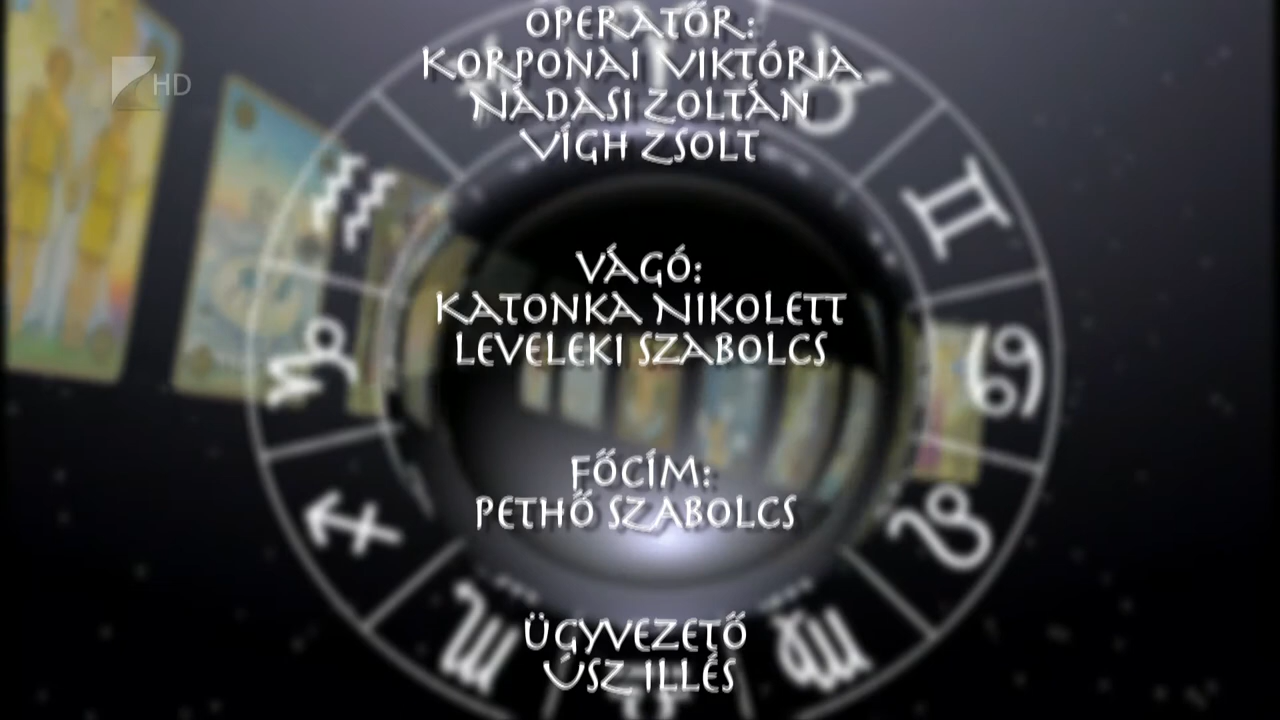 OPERATŐR:
KORPONAI VIKTÓRIA
NÁDASI ZOLTÁN
VÍGH ZSOLT
HD
VÁGÓ:
KATONKA NIKOLETT
LEVELEKI SZABOLCS
FŐCÍM:
PETHŐ SZABOLCS
ÜGYVEZETŐ
ÚSZ ILLÉS